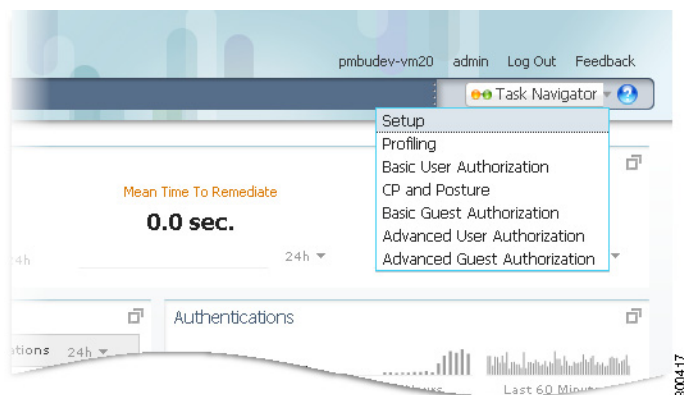 pmbudev-vm20 admin Log Out Feedback
Task Navigator
Setup
Profiling
Basic User Authorization
CP and Posture
Basic Guest Authorization
Advanced User Authorization
Advanced Guest Authorization
Mean Time To Remediate
0.0 sec.
24h
24h
Authentications
24h
Last 60
300417